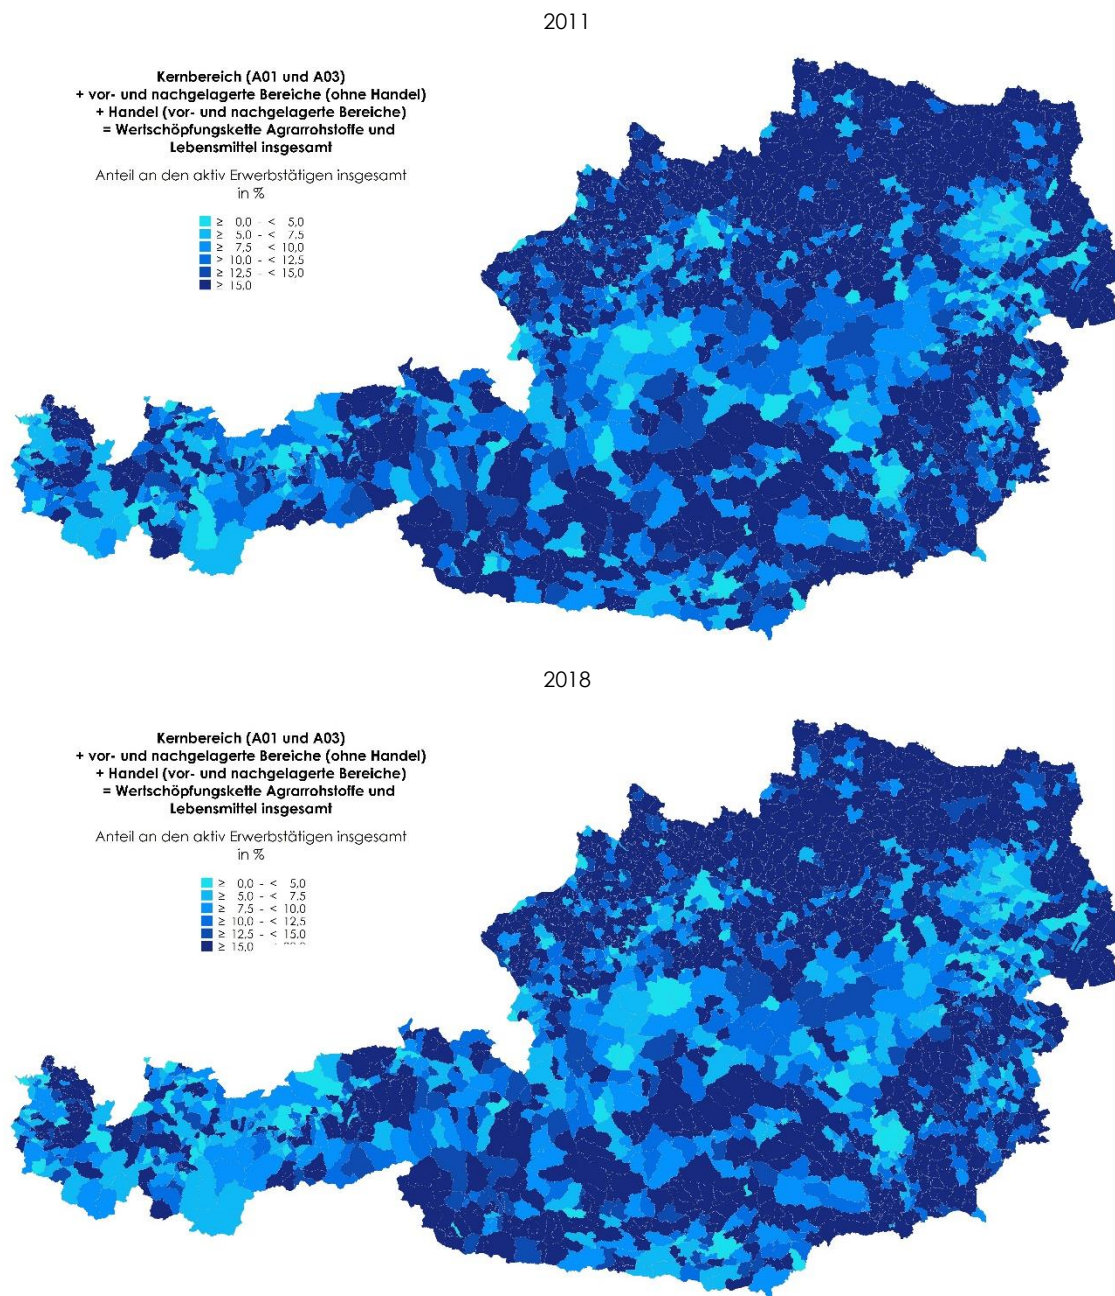 2011
Kernbereich (A01 und A03)
+ vor- und nachgelagerte Bereiche (ohne Handel)
+ Handel (vor- und nachgelagerte Bereiche)
= Wertschöpfungskette Agrarrohstoffe und
Lebensmittel insgesamt
Anteil an den aktiv Erwerbstätigen insgesamt
in %
≥ 0,0 - < 5,0
≥ 5,0 - < 7,5
≥ 7,5 - < 10,0
≥ 10,0 - < 12,5
≥ 12,5 - < 15,0
≥ 15,0
2018
Kernbereich (A01 und A03)
+ vor- und nachgelagerte Bereiche (ohne Handel)
+ Handel (vor- und nachgelagerte Bereiche)
= Wertschöpfungskette Agrarrohstoffe und
Lebensmittel insgesamt
Anteil an den aktiv Erwerbstätigen insgesamt
in %
≥ 0,0 - < 5,0
≥ 5,0 - < 7,5
≥ 7,5 - < 10,0
≥ 10,0 - < 12,5
≥ 12,5 - < 15,0
≥ 15,0